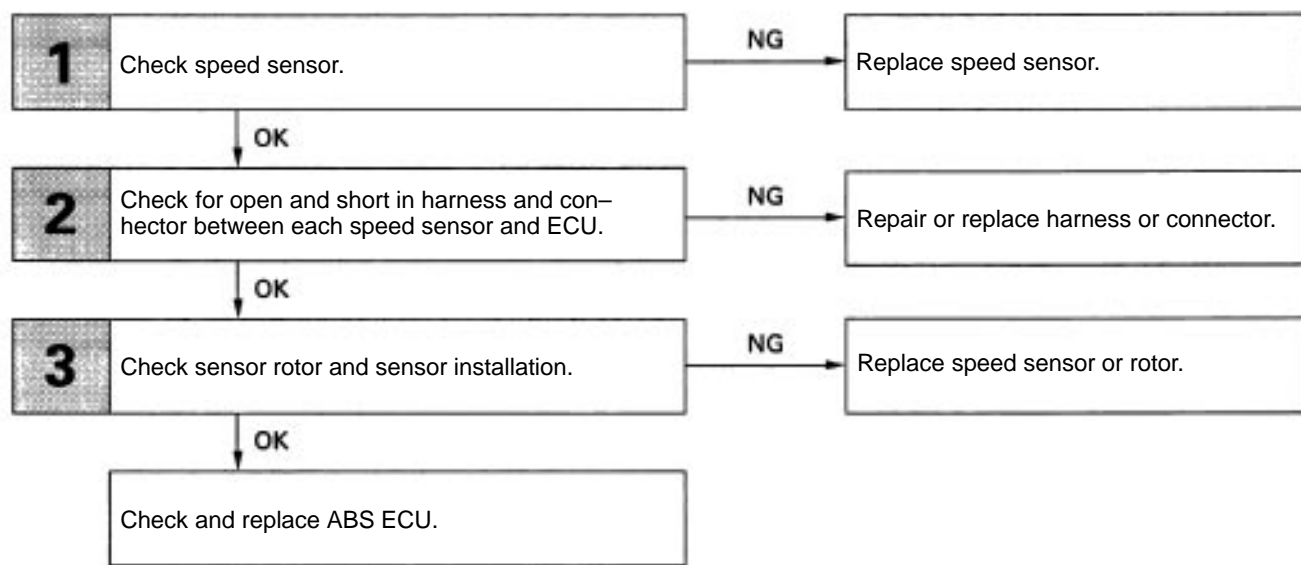 1
Check speed sensor.
NG
Replace speed sensor.
OK
2
Check for open and short in harness and con–
hector between each speed sensor and ECU.
NG
Repair or replace harness or connector.
OK
3
Check sensor rotor and sensor installation.
NG
Replace speed sensor or rotor.
OK
Check and replace ABS ECU.